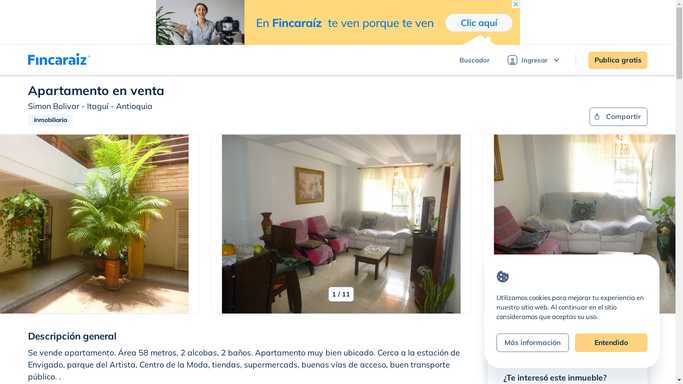 En Fincaraíz te ven porque te ven
Clic aquí
Fincaraíz
Buscador
Ingresar
Publica gratis
Apartamento en venta
Simon Bolivar - Itaguí - Antioquia
Inmobiliaria
Compartir
1 / 11
Utilizamos cookies para mejorar tu experiencia en
nuestro sitio web. Al continuar en el sitio
consideramos que aceptas su uso.
Más información
Entendido
Descripción general
Se vende apartamento. Área 58 metros, 2 alcobas, 2 baños. Apartamento muy bien ubicado. Cerca a la estación de
Envigado, parque del Artista, Centro de la Moda, tiendas, supermercads, buenas vías de acceso, buen transporte
público. .
¿Te interesó este inmueble?